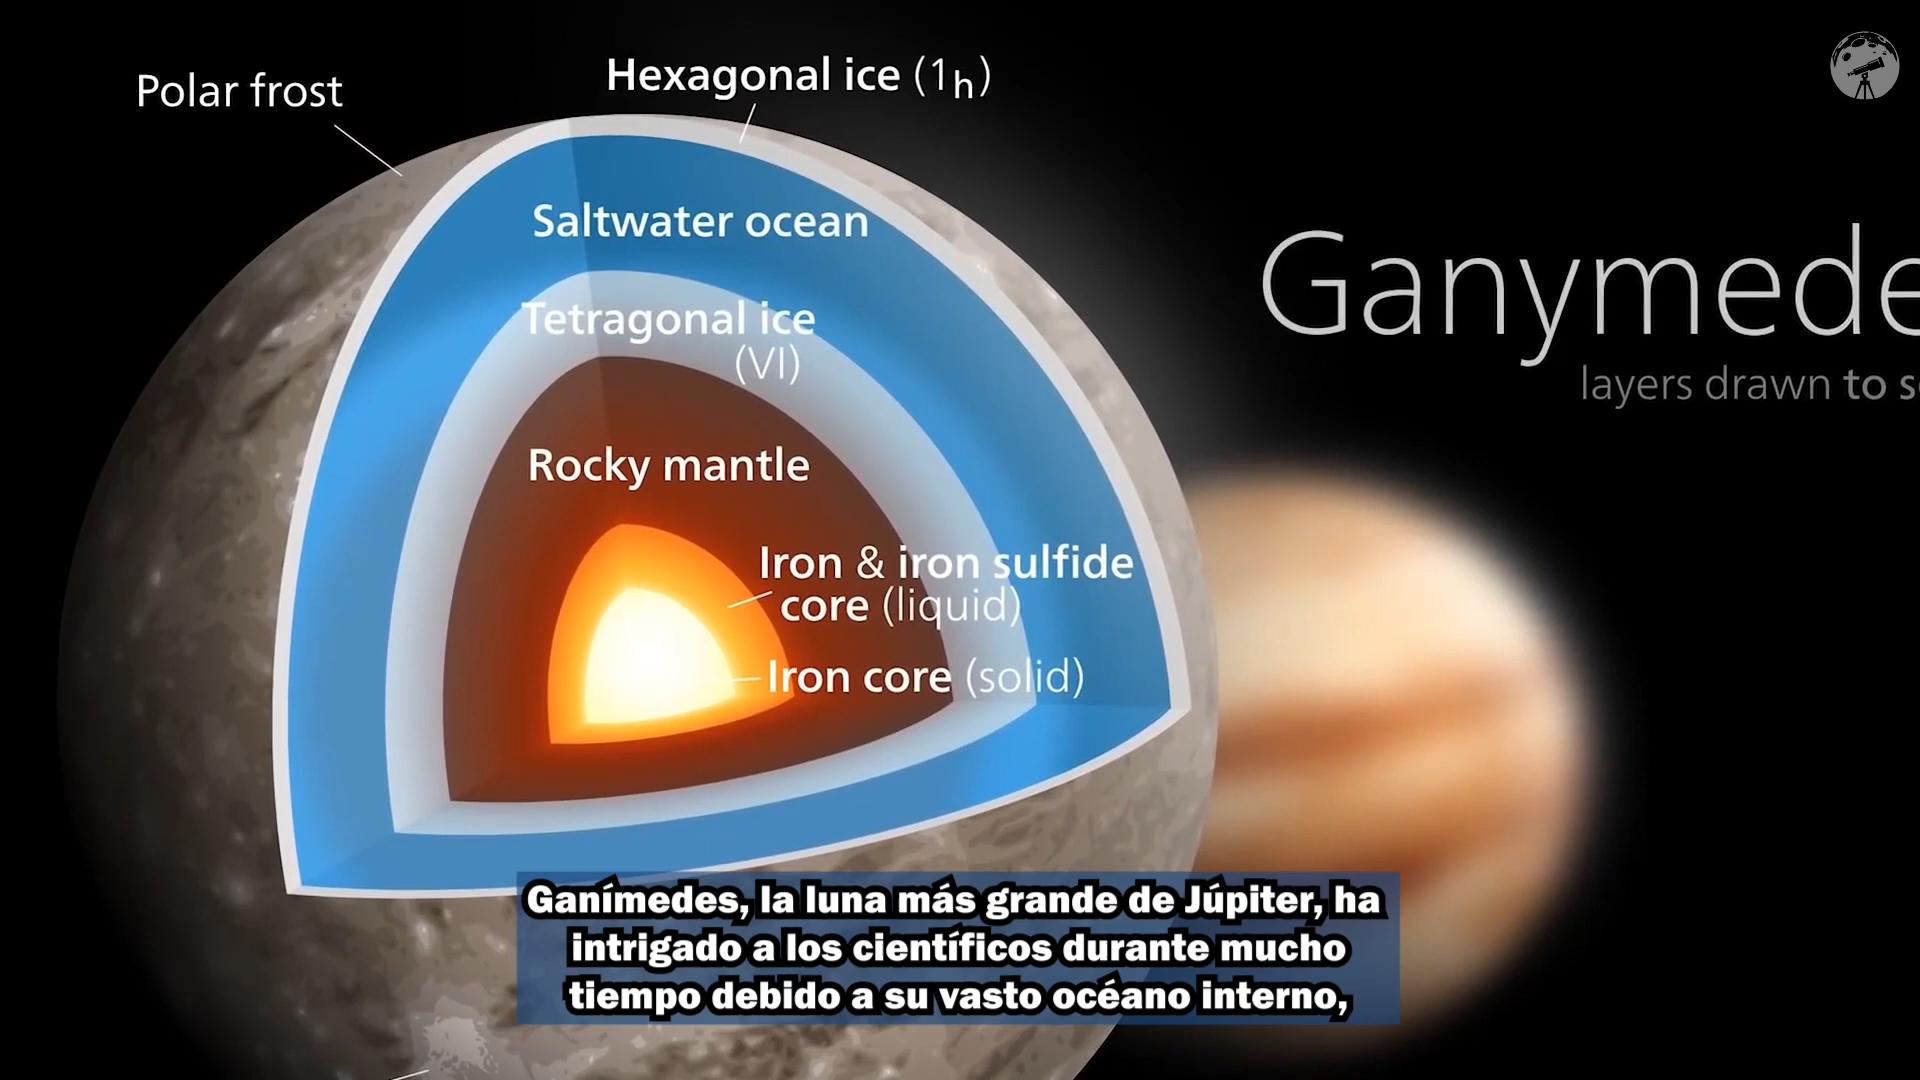 Polar frost
Hexagonal ice (1h)
Saltwater ocean
Tetragonal ice
(VI)
Rocky mantle
Iron & iron sulfide
core (liquid)
Iron core (solid)
Ganymede
layers drawn to
Ganímedes, la luna más grande de Júpiter, ha
intrigado a los científicos durante mucho
tiempo debido a su vasto océano interno,